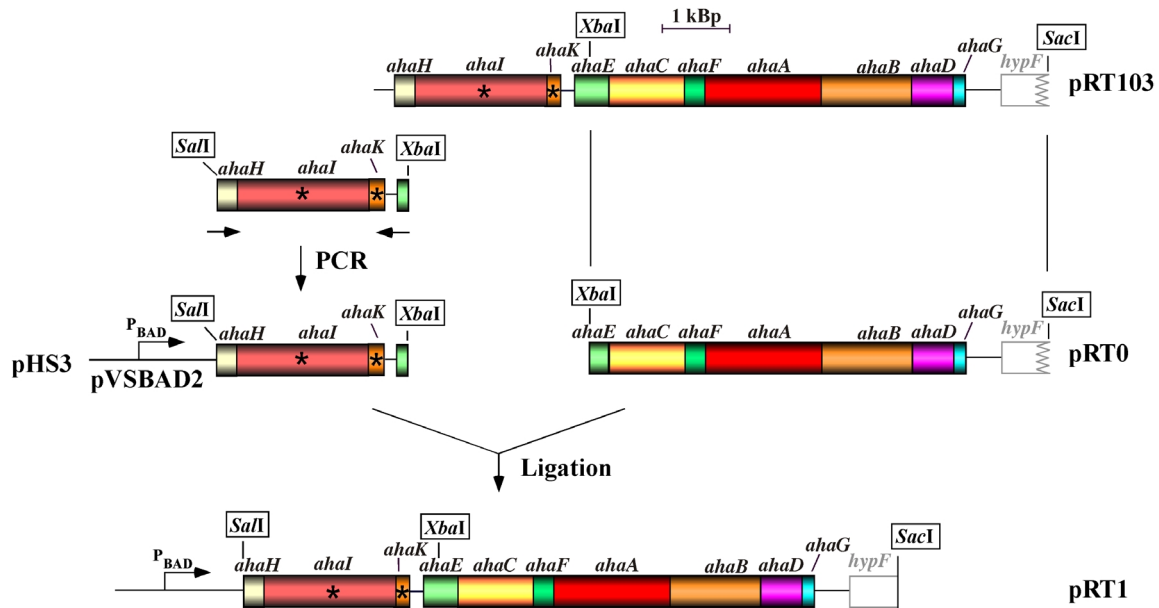 XbaI 1 kBp SacI
ahaH ahaI ahaK ahaE ahaC ahaF ahaA ahaB ahaD ahaG hypF
* * pRT103
SalI ahaH ahaI ahaK XbaI
* *
PCR
PBAD SalI ahaH ahaI ahaK XbaI
* *
pHS3 pVSBAD2
XbaI ahaE ahaC ahaF ahaA ahaB ahaD ahaG hypF SacI
pRT0
Ligation
PBAD SalI ahaH ahaI ahaK XbaI ahaE ahaC ahaF ahaA ahaB ahaD ahaG hypF SacI
* * pRT1